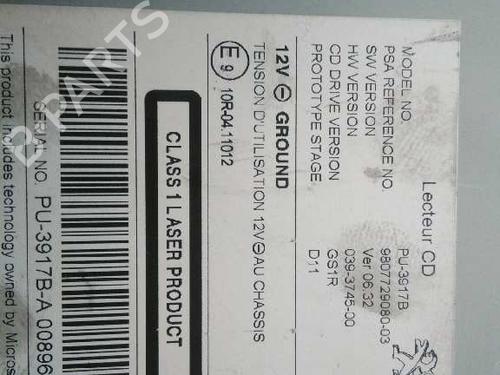 Lecteur CD
MODEL NO. PU-3917B
PSA REFERENCE NO. 9807729080-03
SW VERSION Ver 06.32
HW VERSION 039-3745-00
CD DRIVE VERSION GS1R
PROTOTYPE STAGE D11
12V ⊖ GROUND
TENSION D'UTILISATION 12V ⊖ AU CHASSIS
E9 10R-04.11012
CLASS 1 LASER PRODUCT
SERIAL NO. PU-3917B-A 00896
This product includes technology owned by Micros
B-PARTS